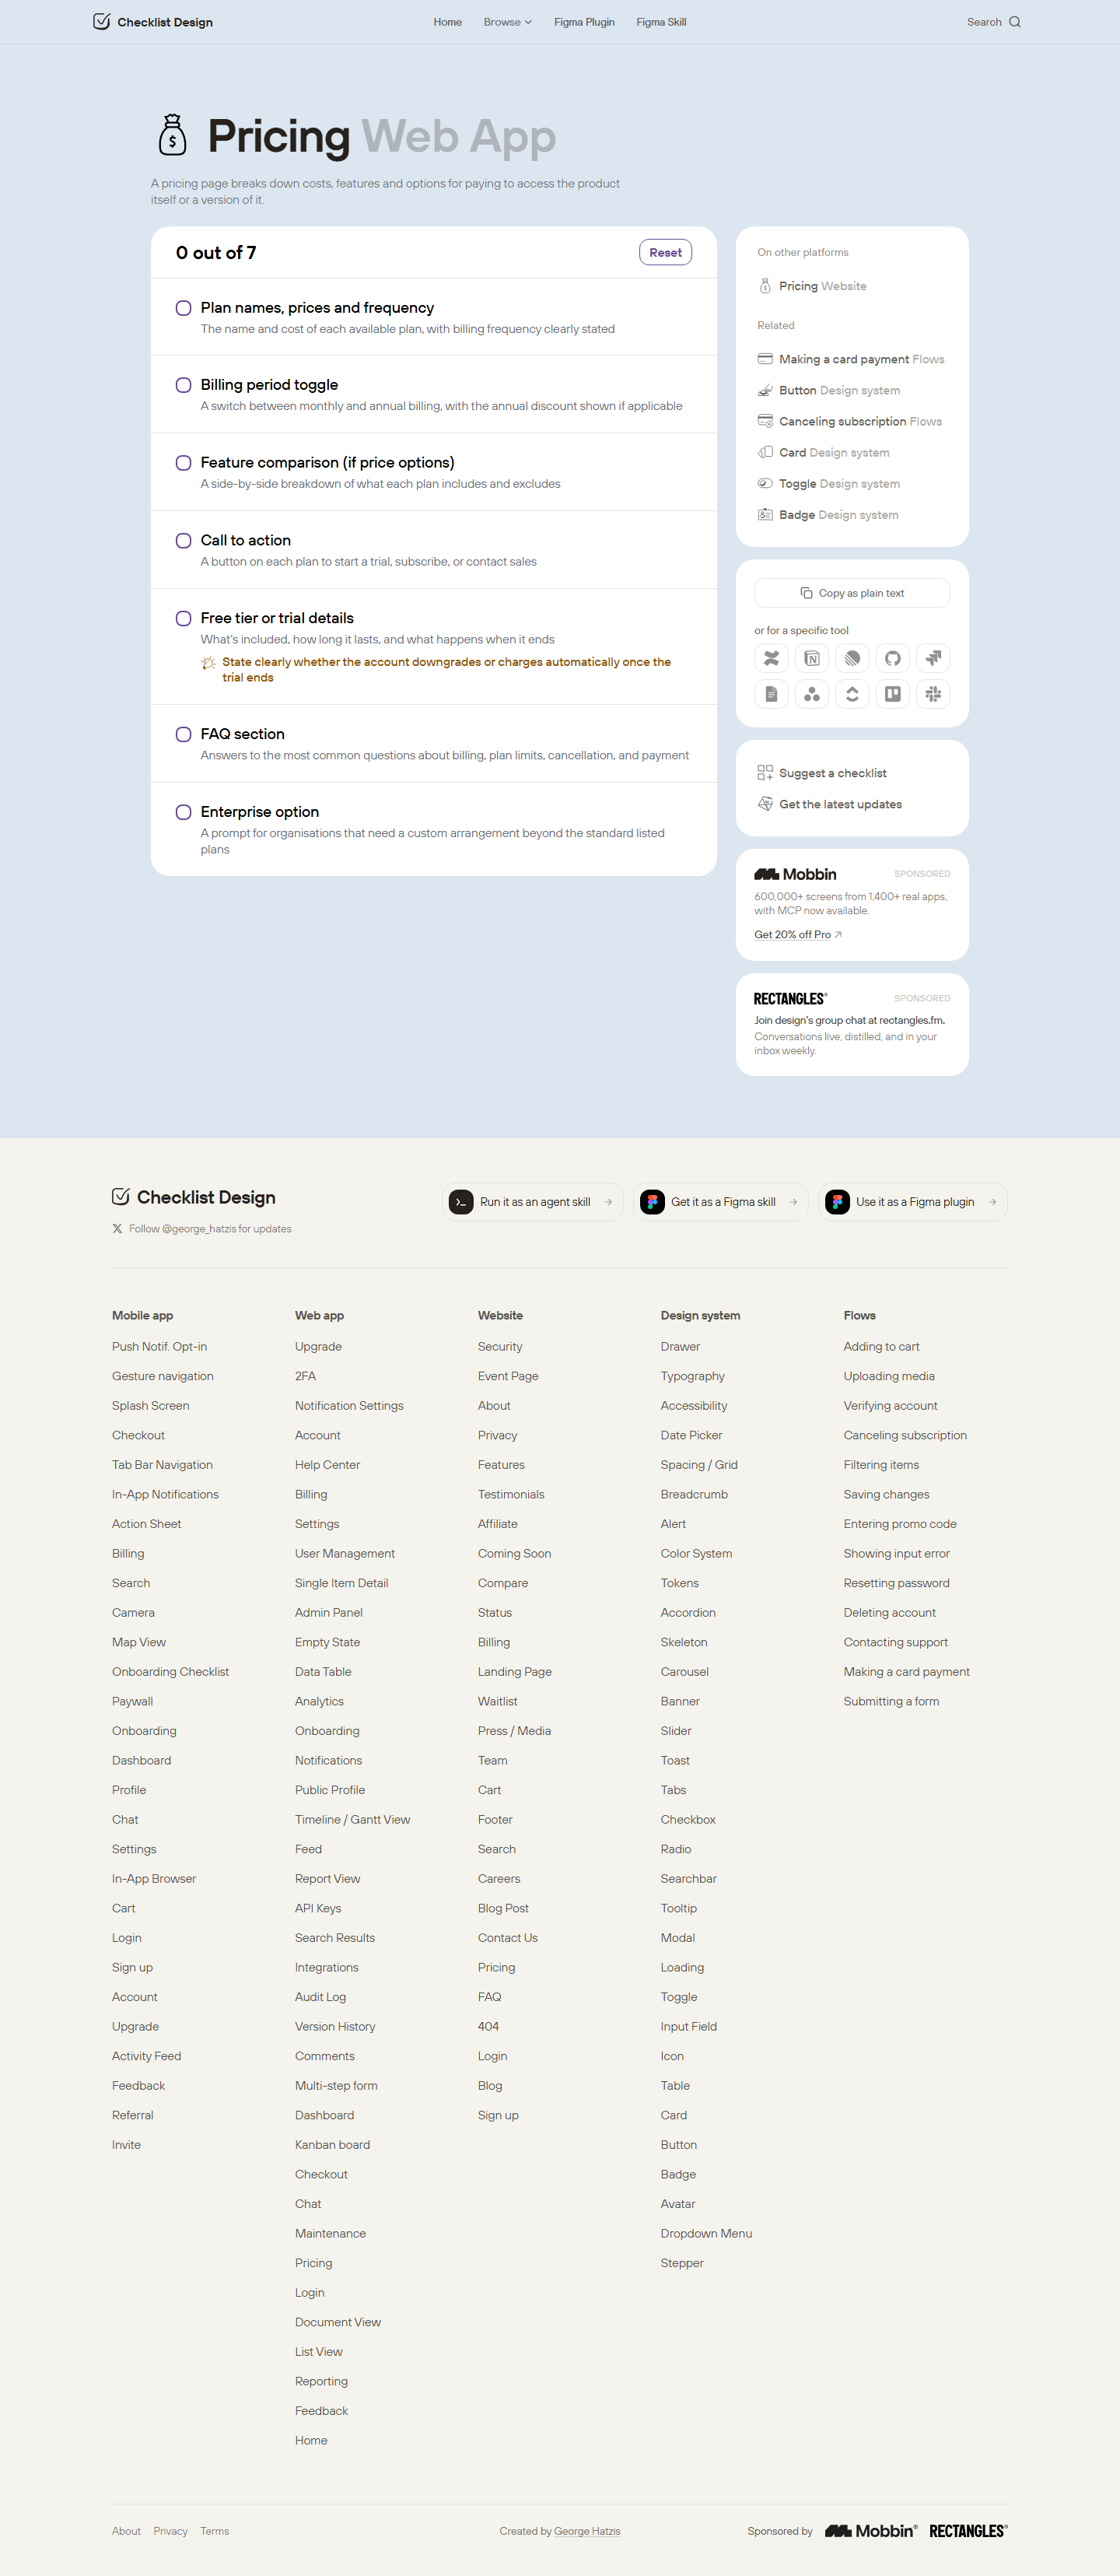 Checklist Design
Home
Browse
Figma Plugin
Figma Skill
Search
Pricing Web App
A pricing page breaks down costs, features and options for paying to access the product
itself or a version of it.
0 out of 7
Reset
Plan names, prices and frequency
The name and cost of each available plan, with billing frequency clearly stated
Billing period toggle
A switch between monthly and annual billing, with the annual discount shown if applicable
Feature comparison (if price options)
A side-by-side breakdown of what each plan includes and excludes
Call to action
A button on each plan to start a trial, subscribe, or contact sales
Free tier or trial details
What's included, how long it lasts, and what happens when it ends
State clearly whether the account downgrades or charges automatically once the
trial ends
FAQ section
Answers to the most common questions about billing, plan limits, cancellation, and payment
Enterprise option
A prompt for organisations that need a custom arrangement beyond the standard listed
plans
On other platforms
Pricing Website
Related
Making a card payment Flows
Button Design system
Canceling subscription Flows
Card Design system
Toggle Design system
Badge Design system
Copy as plain text
or for a specific tool
Suggest a checklist
Get the latest updates
Mobbin
SPONSORED
600,000+ screens from 1,400+ real apps,
with MCP now available.
Get 20% off Pro
RECTANGLES®
SPONSORED
Join design's group chat at rectangles.fm.
Conversations live, distilled, and in your
inbox weekly.
Checklist Design
Follow @george_hatzis for updates
Run it as an agent skill
Get it as a Figma skill
Use it as a Figma plugin
Mobile app
Push Notif. Opt-in
Gesture navigation
Splash Screen
Checkout
Tab Bar Navigation
In-App Notifications
Action Sheet
Billing
Search
Camera
Map View
Onboarding Checklist
Paywall
Onboarding
Dashboard
Profile
Chat
Settings
In-App Browser
Cart
Login
Sign up
Account
Upgrade
Activity Feed
Feedback
Referral
Invite
Web app
Upgrade
2FA
Notification Settings
Account
Help Center
Billing
Settings
User Management
Single Item Detail
Admin Panel
Empty State
Data Table
Analytics
Onboarding
Notifications
Public Profile
Timeline / Gantt View
Feed
Report View
API Keys
Search Results
Integrations
Audit Log
Version History
Comments
Multi-step form
Dashboard
Kanban board
Checkout
Chat
Maintenance
Pricing
Login
Document View
List View
Reporting
Feedback
Home
Website
Security
Event Page
About
Privacy
Features
Testimonials
Affiliate
Coming Soon
Compare
Status
Billing
Landing Page
Waitlist
Press / Media
Team
Cart
Footer
Search
Careers
Blog Post
Contact Us
Pricing
FAQ
404
Login
Blog
Sign up
Design system
Drawer
Typography
Accessibility
Date Picker
Spacing / Grid
Breadcrumb
Alert
Color System
Tokens
Accordion
Skeleton
Carousel
Banner
Slider
Toast
Tabs
Checkbox
Radio
Searchbar
Tooltip
Modal
Loading
Toggle
Input Field
Icon
Table
Card
Button
Badge
Avatar
Dropdown Menu
Stepper
Flows
Adding to cart
Uploading media
Verifying account
Canceling subscription
Filtering items
Saving changes
Entering promo code
Showing input error
Resetting password
Deleting account
Contacting support
Making a card payment
Submitting a form
About
Privacy
Terms
Created by George Hatzis
Sponsored by
Mobbin®
RECTANGLES®